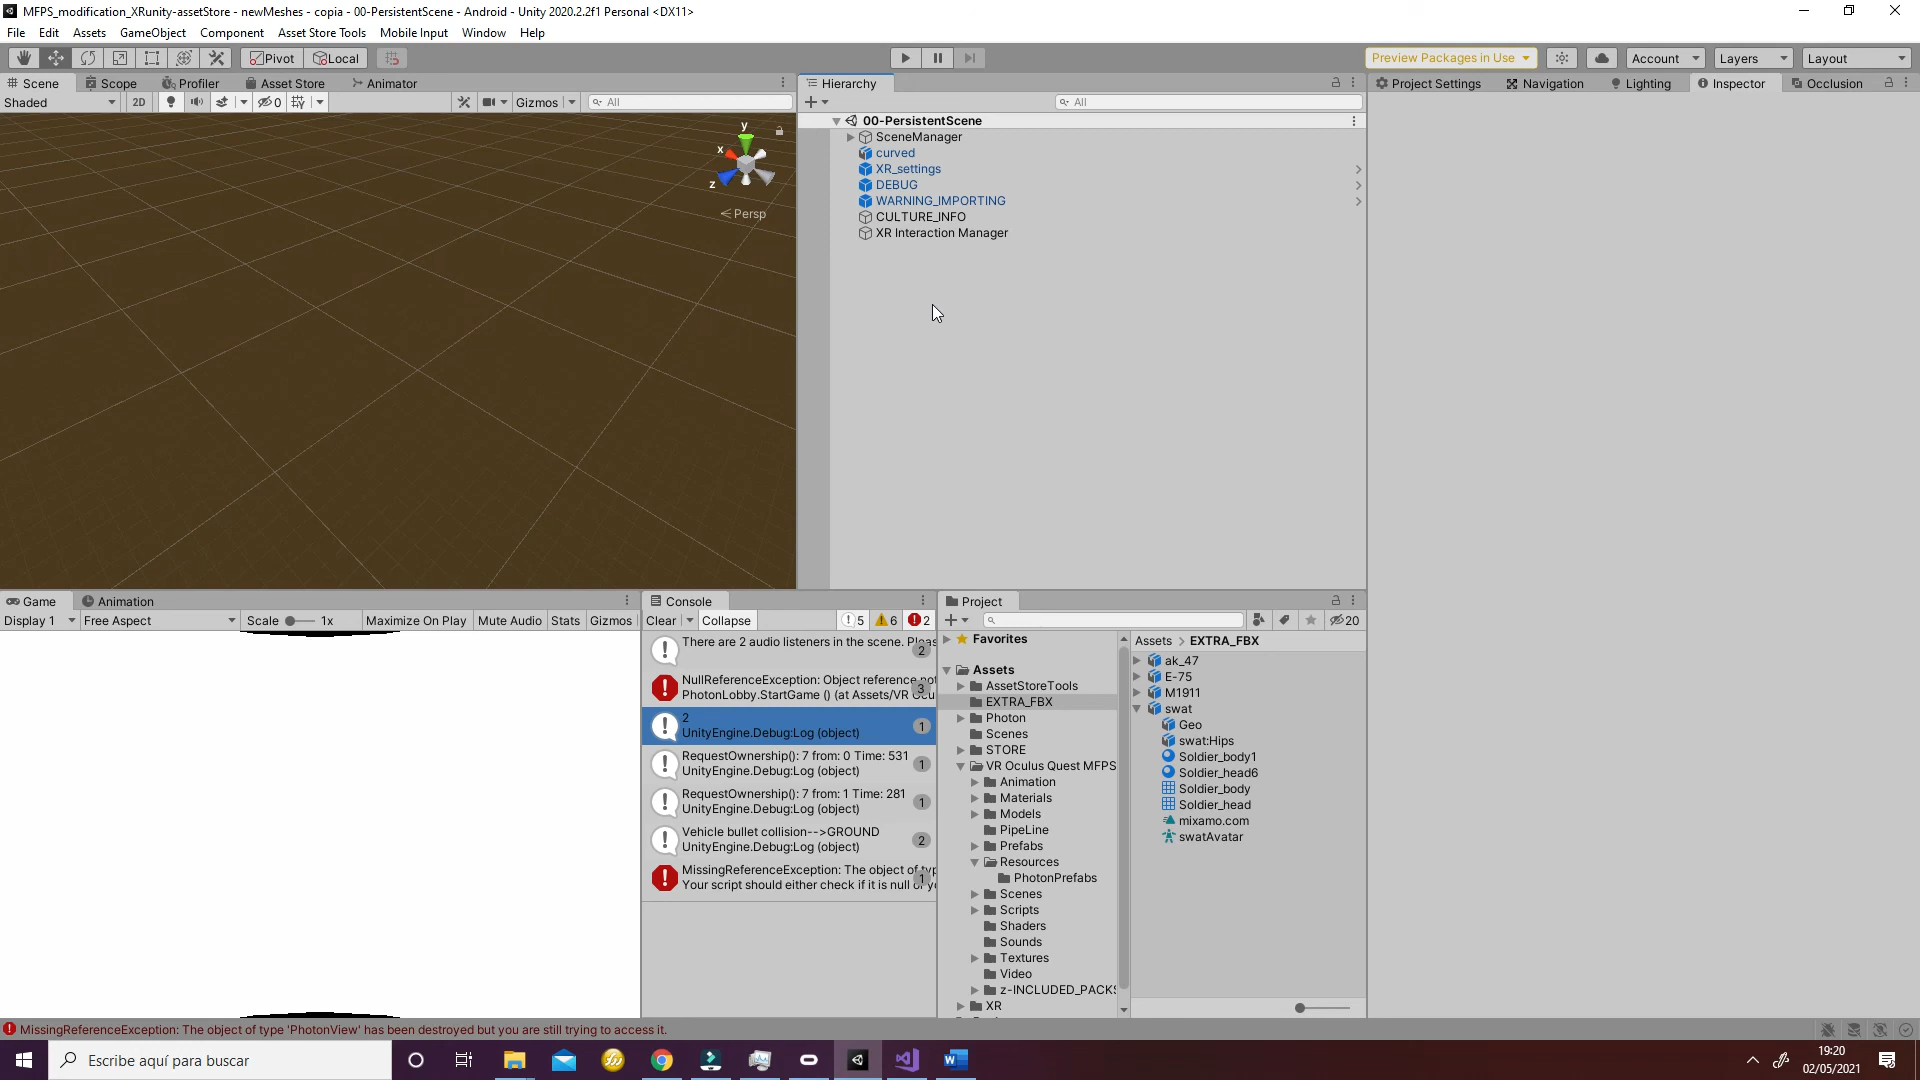 MFPS_modification_XRunity-assetStore - newMeshes - copia - 00-PersistentScene - Android - Unity 2020.2.2f1 Personal <DX11>
File Edit Assets GameObject Component Asset Store Tools Mobile Input Window Help
Pivot Local Preview Packages in Use Account Layers Layout
Scene Scope Profiler Asset Store Animator
Shaded 2D 0 Gizmos All
y
x
z
Persp
Hierarchy
All
00-PersistentScene
SceneManager
curved
XR_settings
DEBUG
WARNING_IMPORTING
CULTURE_INFO
XR Interaction Manager
Project Settings Navigation Lighting Inspector Occlusion
Game Animation
Display 1 Free Aspect Scale 1x Maximize On Play Mute Audio Stats Gizmos
Console
Clear Collapse 5 6 2
There are 2 audio listeners in the scene. 2
NullReferenceException: Object reference
PhotonLobby.StartGame () (at Assets/VR 3
2
UnityEngine.Debug:Log (object) 1
RequestOwnership(): 7 from: 0 Time: 531
UnityEngine.Debug:Log (object) 1
RequestOwnership(): 7 from: 1 Time: 281
UnityEngine.Debug:Log (object) 1
Vehicle bullet collision-->GROUND
UnityEngine.Debug:Log (object) 2
MissingReferenceException: The object of
Your script should either check if it is null 1
Project
20
Favorites
Assets
AssetStoreTools
EXTRA_FBX
Photon
Scenes
STORE
VR Oculus Quest MFPS
Animation
Materials
Models
PipeLine
Prefabs
Resources
PhotonPrefabs
Scenes
Scripts
Shaders
Sounds
Textures
Video
z-INCLUDED_PACKS
XR
Assets > EXTRA_FBX
ak_47
E-75
M1911
swat
Geo
swat:Hips
Soldier_body1
Soldier_head6
Soldier_body
Soldier_head
mixamo.com
swatAvatar
MissingReferenceException: The object of type 'PhotonView' has been destroyed but you are still trying to access it.
Escribe aquí para buscar
19:20
02/05/2021